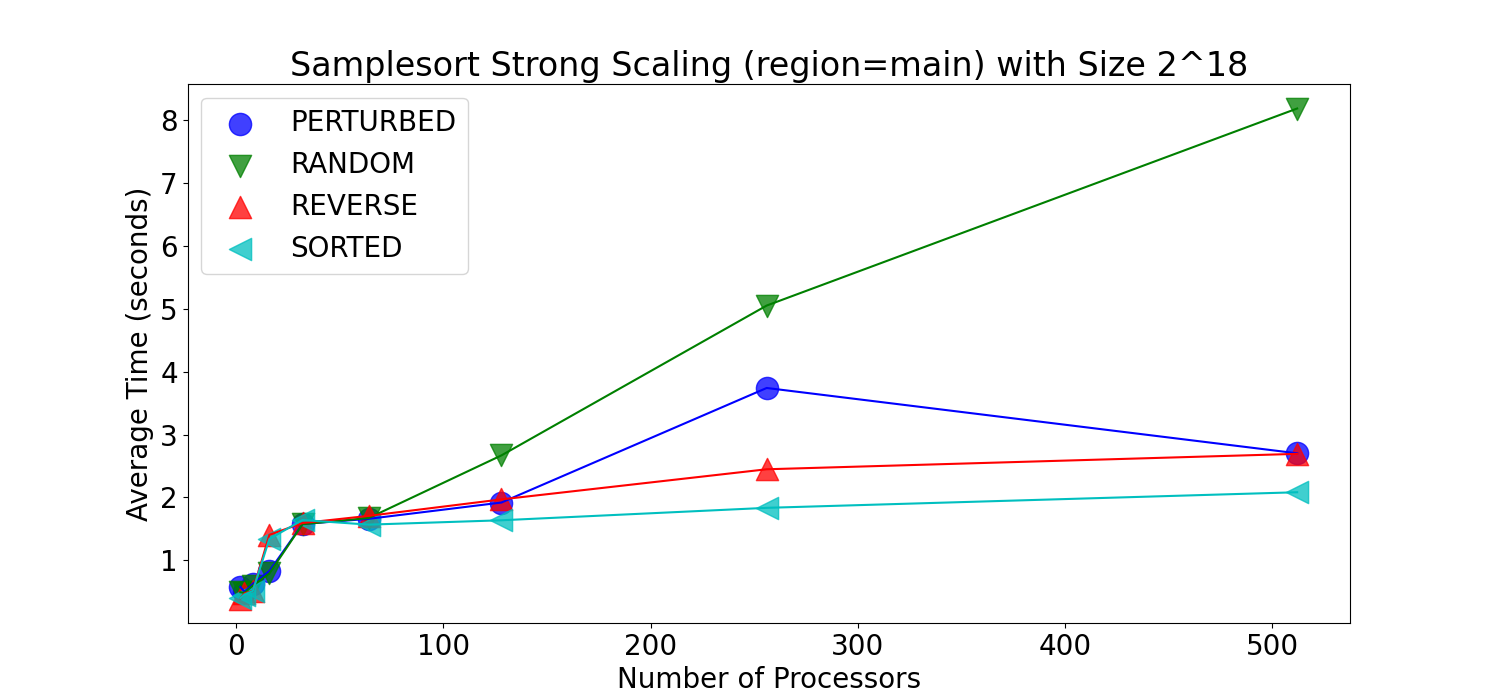 Samplesort Strong Scaling (region=main) with Size 2^18
PERTURBED
RANDOM
REVERSE
SORTED
Average Time (seconds)
8
7
6
5
4
3
2
1
0 100 200 300 400 500
Number of Processors